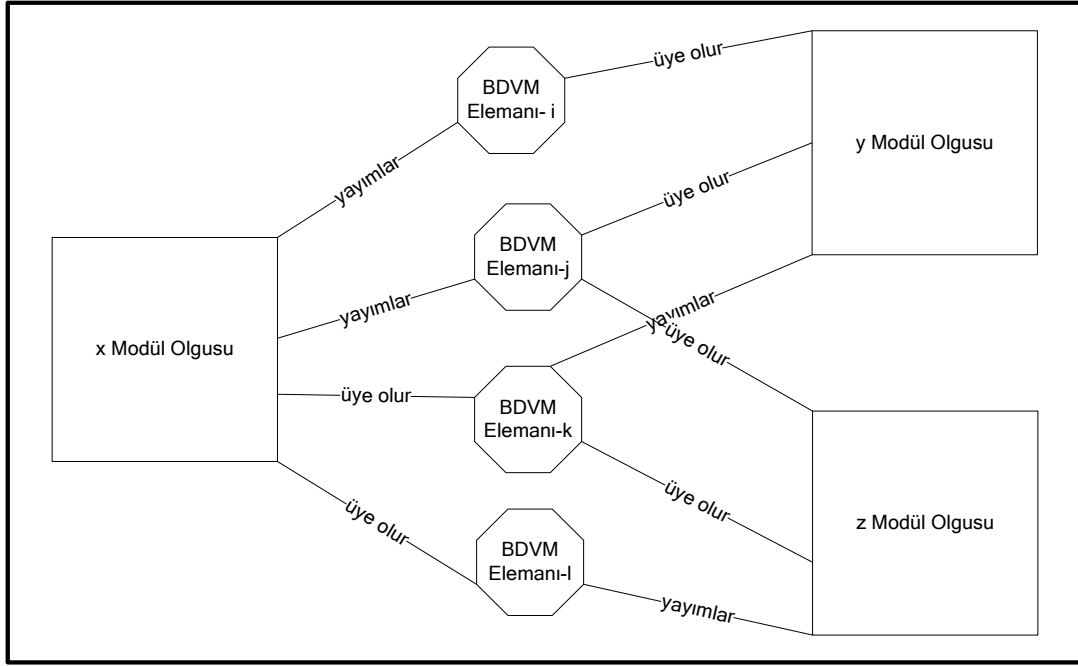 üye olur
BDVM
Elemanı- i
y Modül Olgusu
yayımlar
üye olur
BDVM
Elemanı-j
yayımlar
yayımlar
üye olur
x Modül Olgusu
üye olur
BDVM
Elemanı-k
üye olur
üye olur
z Modül Olgusu
BDVM
Elemanı-l
yayımlar